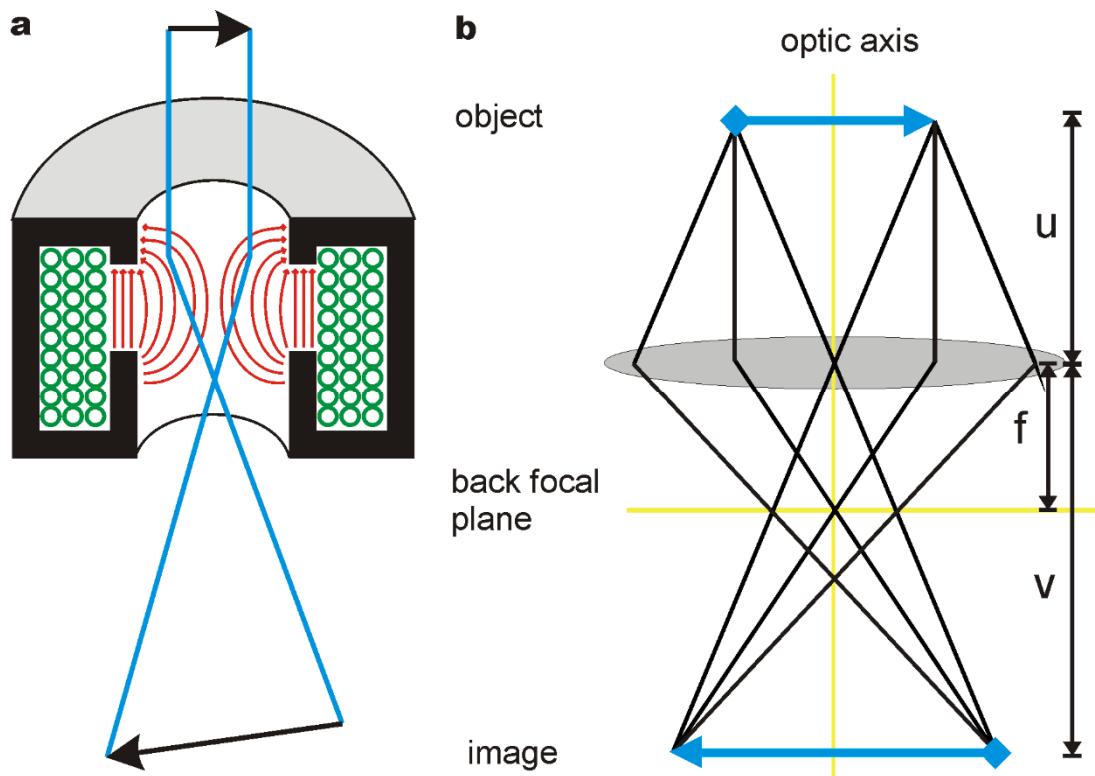 a
b
optic axis
object
u
f
back focal
plane
v
image